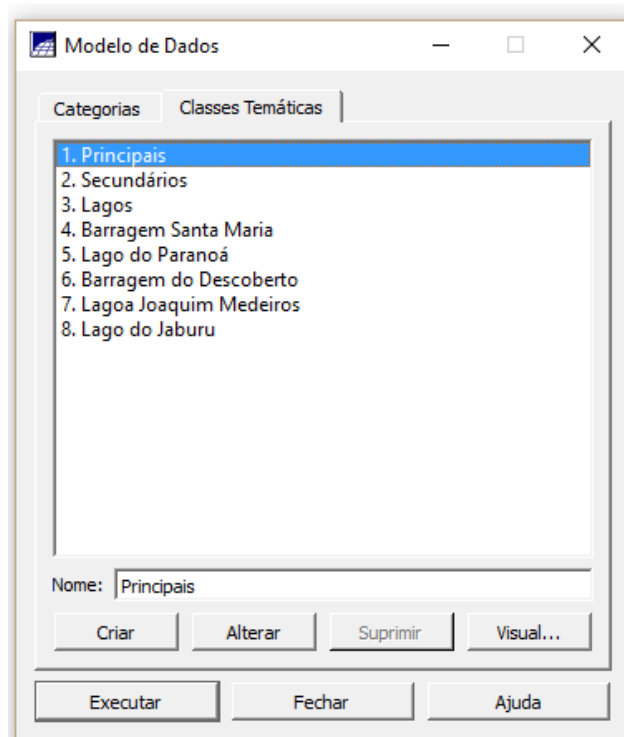 Modelo de Dados
Categorias Classes Temáticas
1. Principais
2. Secundários
3. Lagos
4. Barragem Santa Maria
5. Lago do Paranoá
6. Barragem do Descoberto
7. Lagoa Joaquim Medeiros
8. Lago do Jaburu
Nome: Principais
Criar Alterar Suprimir Visual...
Executar Fechar Ajuda